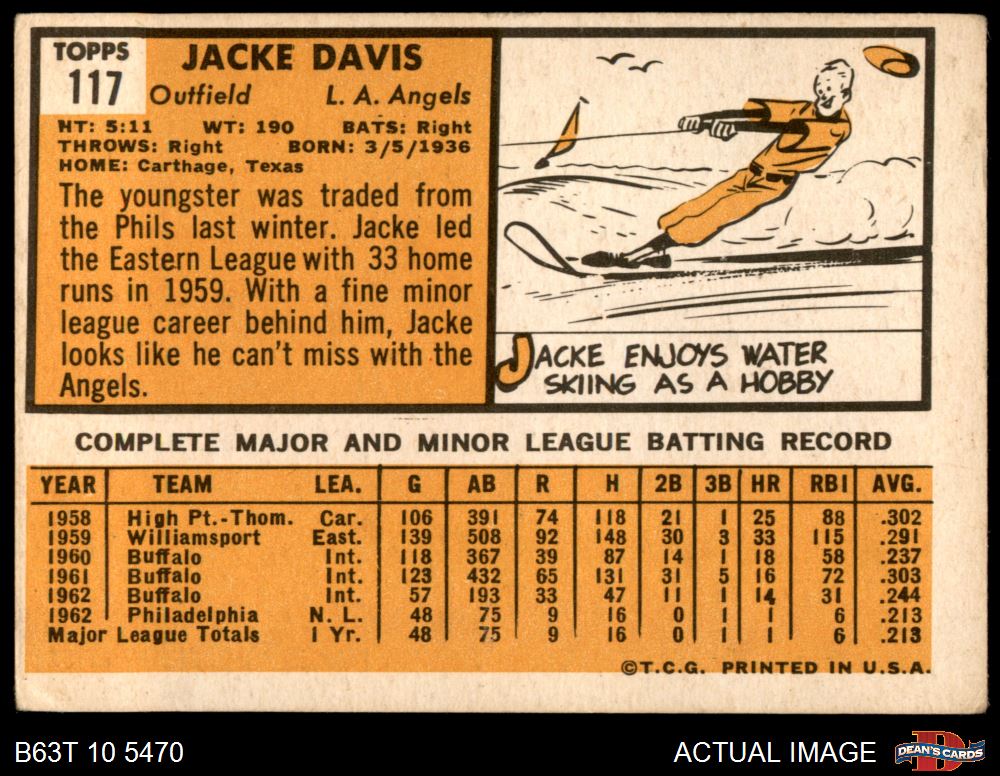 TOPPS
117
JACKE DAVIS
Outfield L. A. Angels
HT: 5:11 WT: 190 BATS: Right
THROWS: Right BORN: 3/5/1936
HOME: Carthage, Texas
The youngster was traded from
the Phils last winter. Jacke led
the Eastern League with 33 home
runs in 1959. With a fine minor
league career behind him, Jacke
looks like he can't miss with the
Angels.
JACKE ENJOYS WATER
SKIING AS A HOBBY
COMPLETE MAJOR AND MINOR LEAGUE BATTING RECORD
YEAR TEAM LEA. G AB R H 2B 3B HR RBI AVG.
1958 High Pt.-Thom. Car. 106 391 74 118 21 1 25 88 .302
1959 Williamsport East. 139 508 92 148 30 3 33 115 .291
1960 Buffalo Int. 118 367 39 87 14 1 18 58 .237
1961 Buffalo Int. 123 432 65 131 31 5 16 72 .303
1962 Buffalo Int. 57 193 33 47 11 1 14 31 .244
1962 Philadelphia N. L. 48 75 9 16 0 1 1 6 .213
Major League Totals 1 Yr. 48 75 9 16 0 1 1 6 .213
©T.C.G. PRINTED IN U.S.A.
B63T 10 5470 ACTUAL IMAGE DEAN'S CARDS